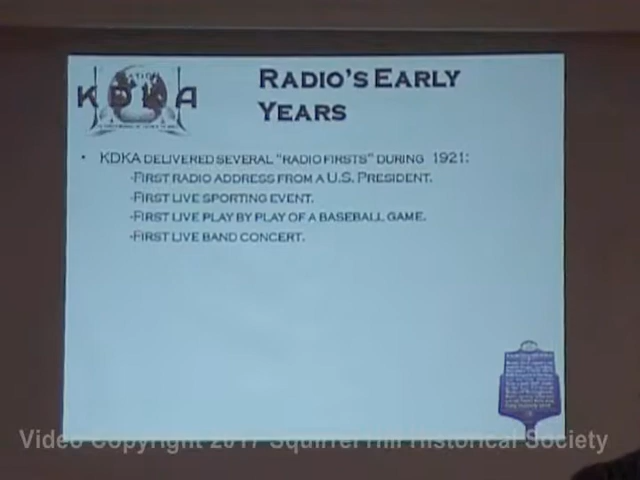 KDKA
RADIO'S EARLY
YEARS
• KDKA DELIVERED SEVERAL "RADIO FIRSTS" DURING 1921:
-FIRST RADIO ADDRESS FROM A U.S. PRESIDENT.
-FIRST LIVE SPORTING EVENT.
-FIRST LIVE PLAY BY PLAY OF A BASEBALL GAME.
-FIRST LIVE BAND CONCERT.
Video Copyright 2017 Squirrel Hill Historical Society